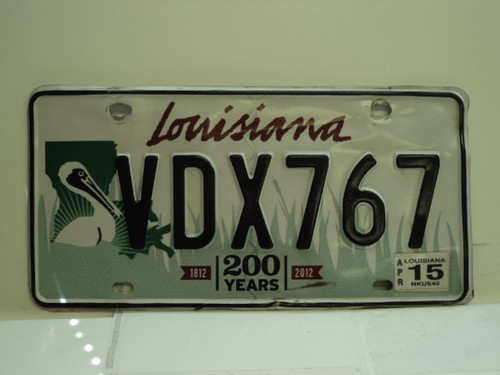 Louisiana
VDX767
1812 200 2012
YEARS
APR
LOUISIANA
15